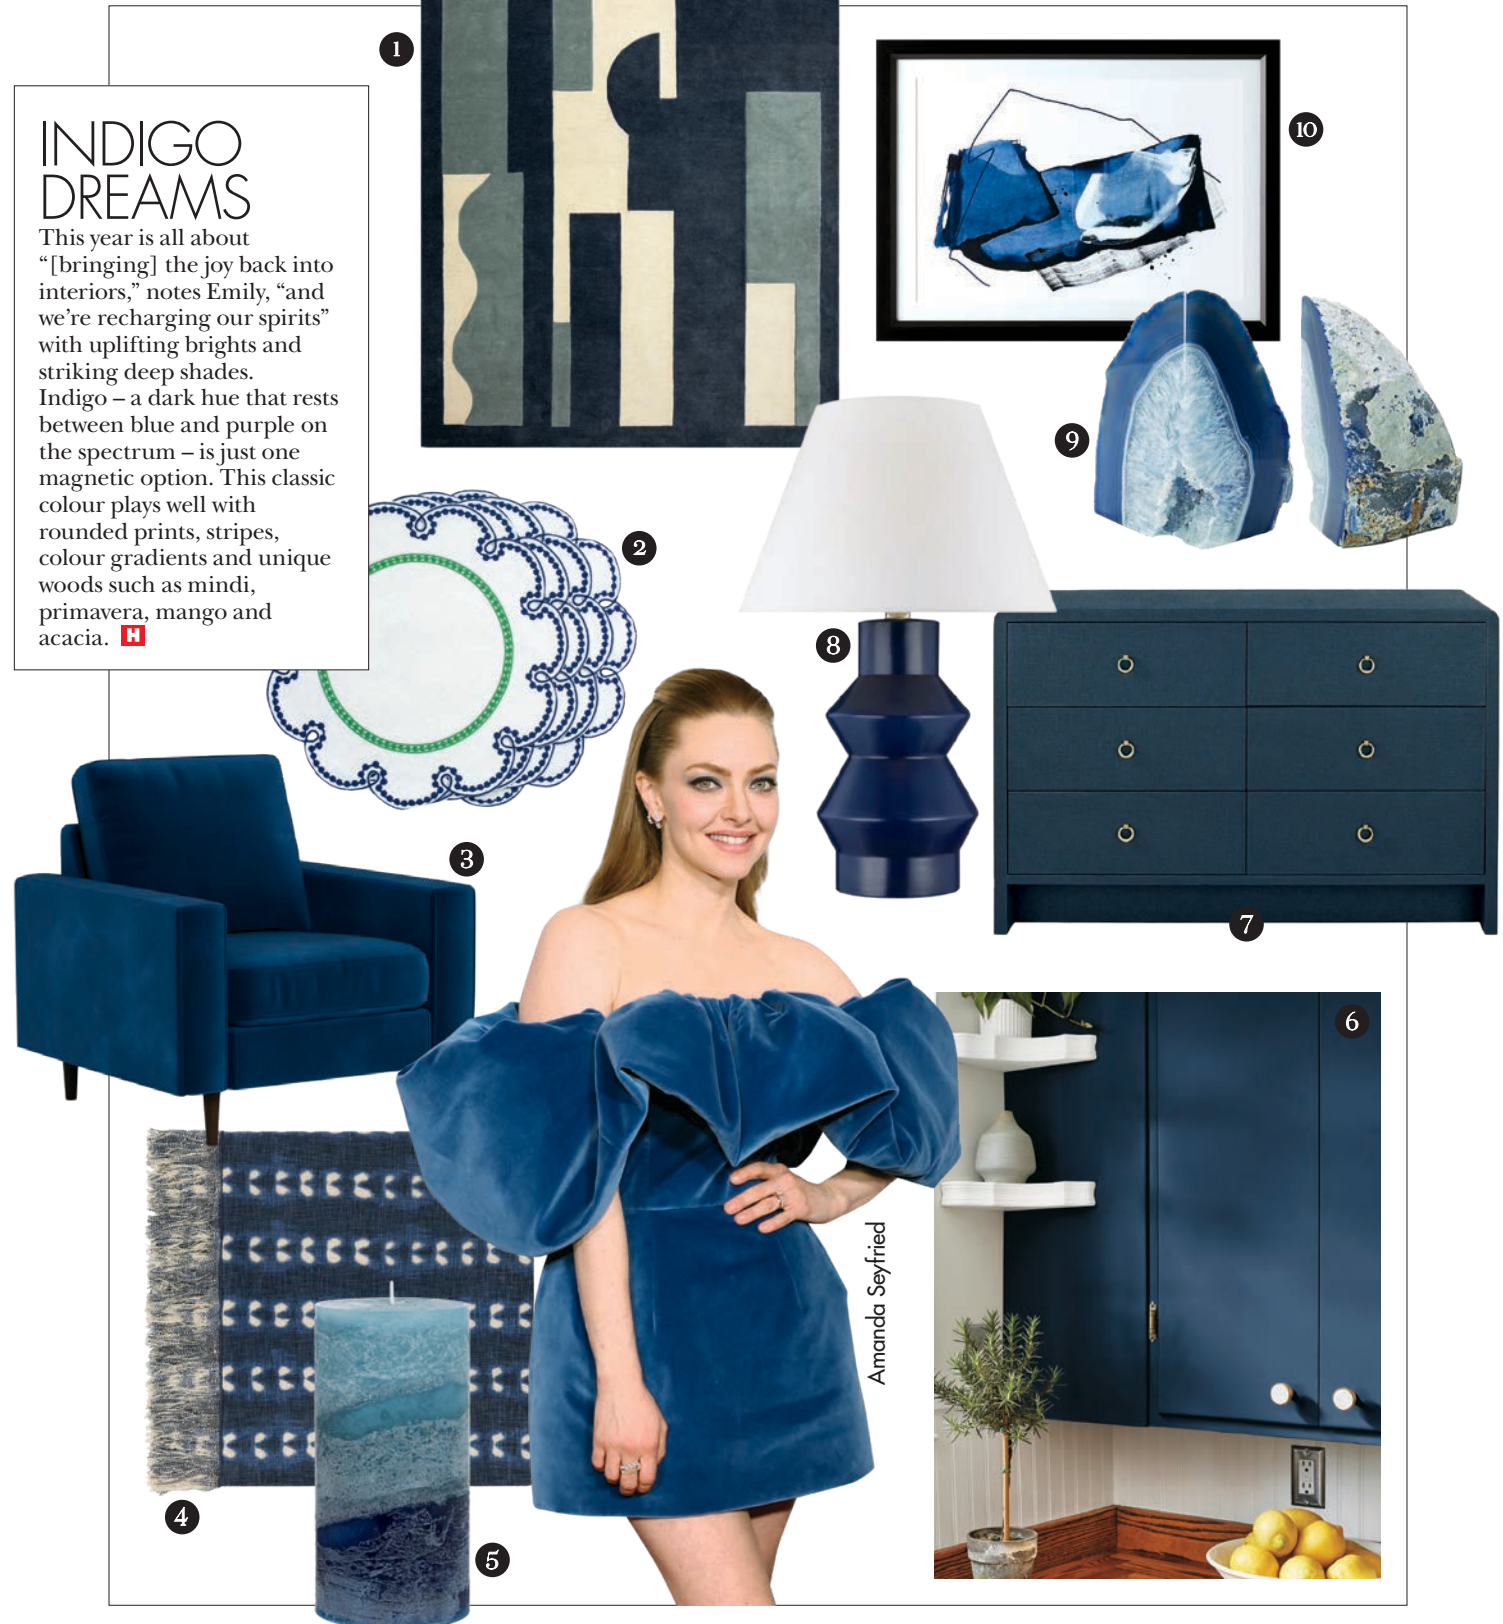 INDIGO
DREAMS
This year is all about
“[bringing] the joy back into
interiors,” notes Emily, “and
we’re recharging our spirits”
with uplifting brights and
striking deep shades.
Indigo – a dark hue that rests
between blue and purple on
the spectrum – is just one
magnetic option. This classic
colour plays well with
rounded prints, stripes,
colour gradients and unique
woods such as mindi,
primavera, mango and
acacia. H
1
10
9
2
8
3
7
6
Amanda Seyfried
4
5